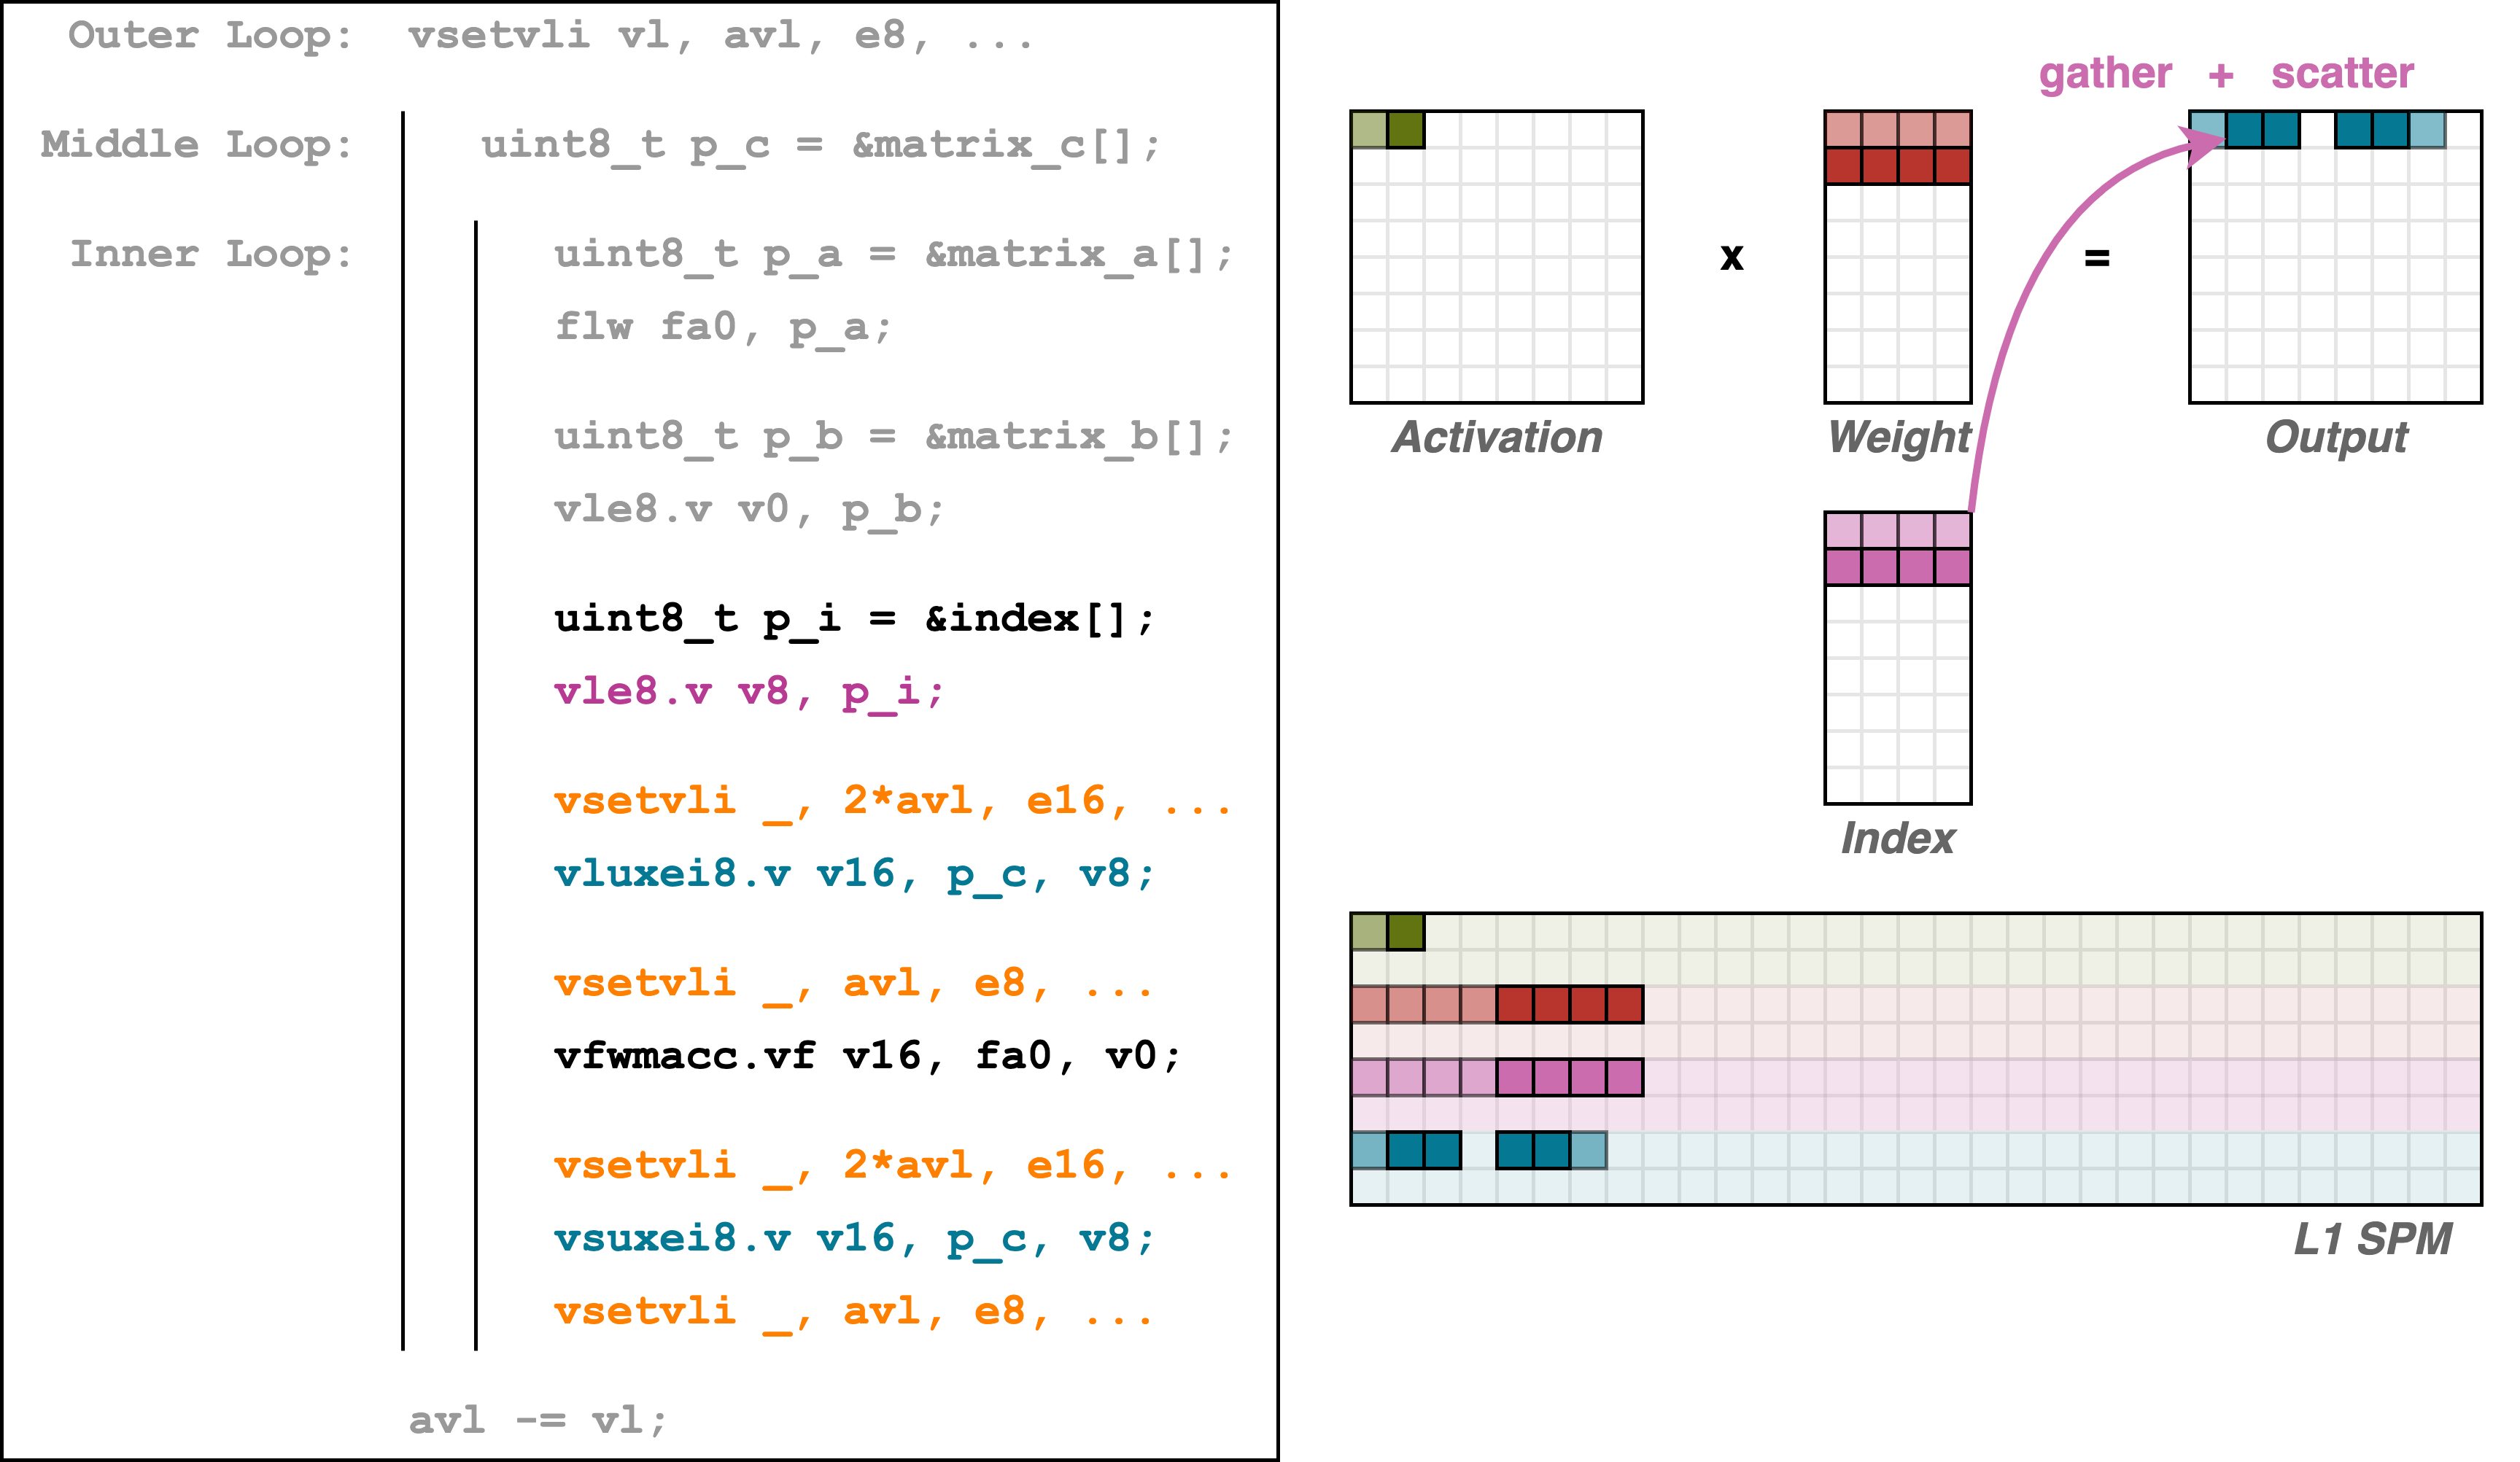 Outer Loop: vsetvli vl, avl, e8, ...
Middle Loop: uint8_t p_c = &matrix_c[];
Inner Loop: uint8_t p_a = &matrix_a[];
flw fa0, p_a;
uint8_t p_b = &matrix_b[];
vle8.v v0, p_b;
uint8_t p_i = &index[];
vle8.v v8, p_i;
vsetvli _, 2*avl, e16, ...
vluxei8.v v16, p_c, v8;
vsetvli _, avl, e8, ...
vfwmacc.vf v16, fa0, v0;
vsetvli _, 2*avl, e16, ...
vsuxei8.v v16, p_c, v8;
vsetvli _, avl, e8, ...
avl -= vl;
gather + scatter
x =
Activation Weight Output
Index
L1 SPM